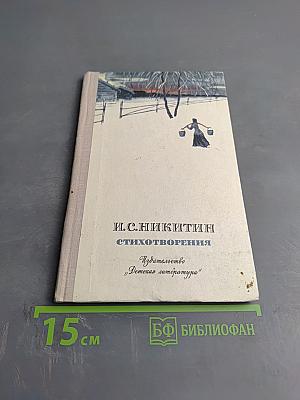 И.С.НИКИТИН
СТИХОТВОРЕНИЯ
Издательство
„Детская литература"
15 см
БФ БИБЛИОФАН